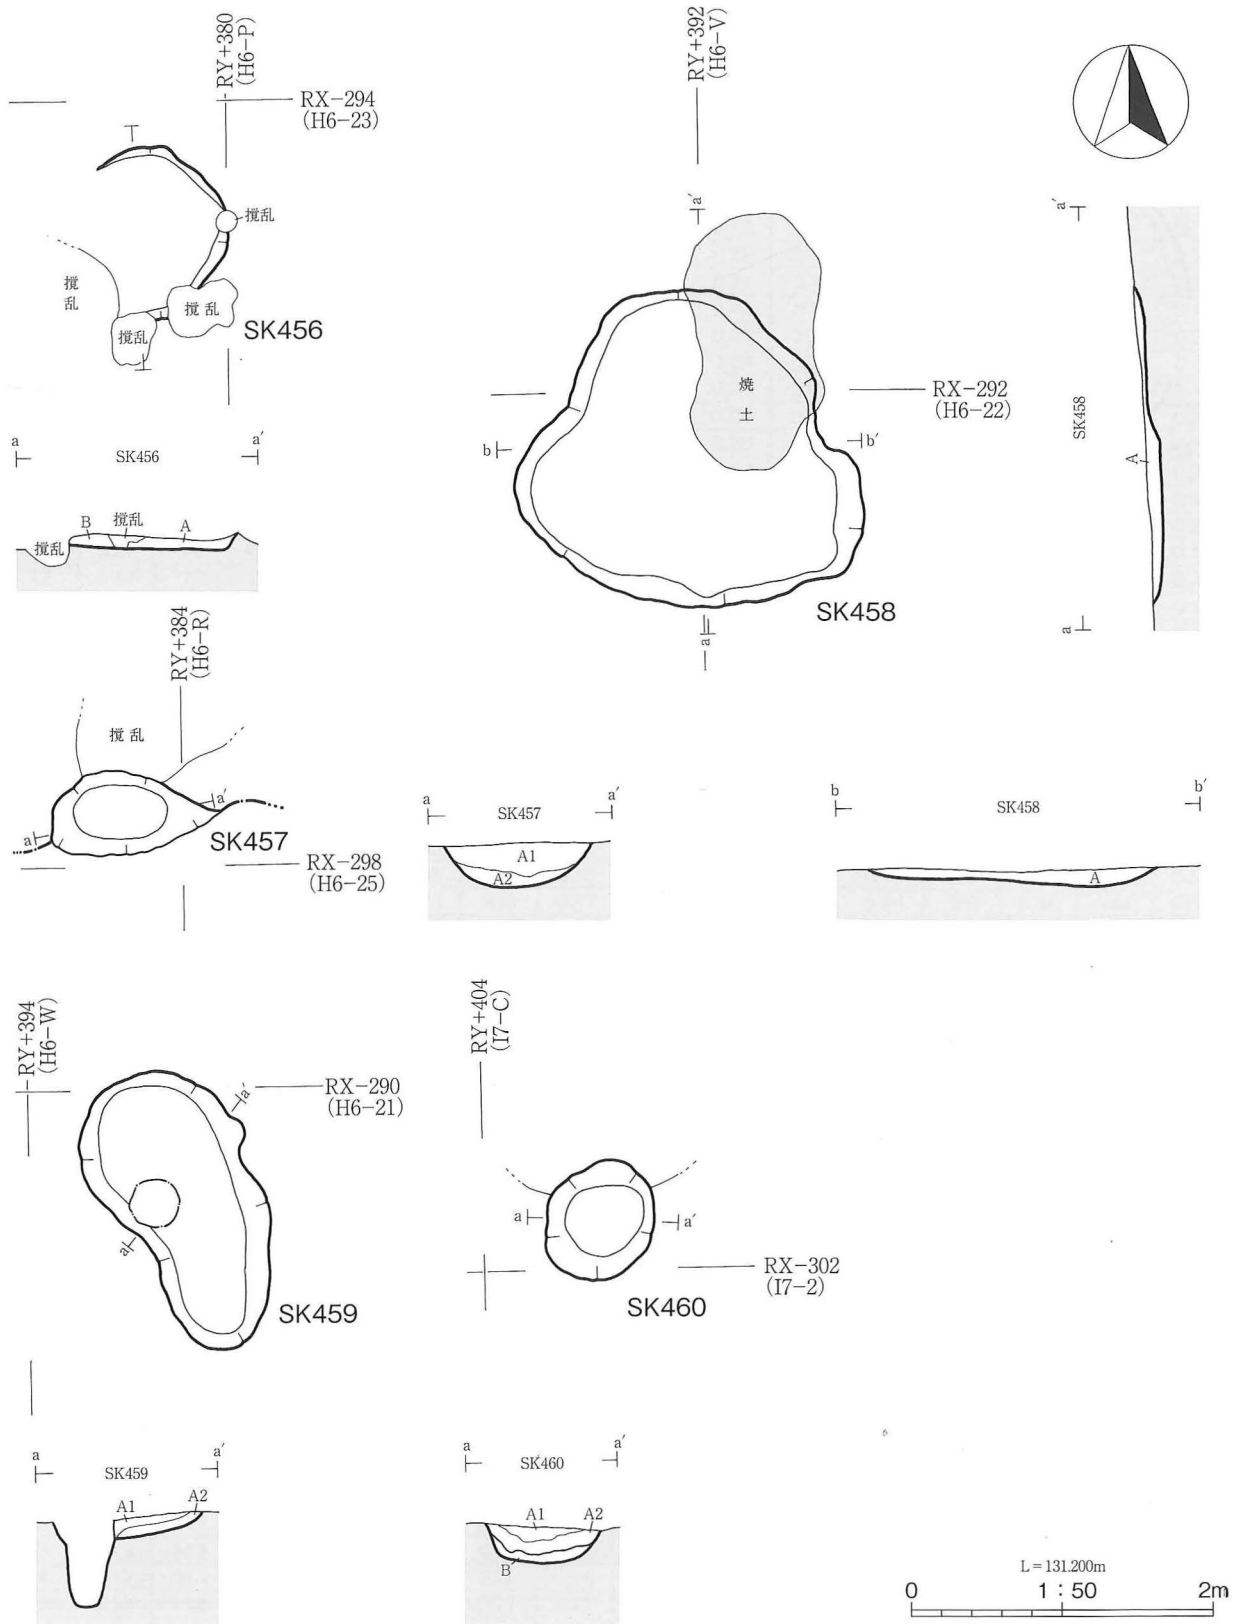 RY+380
(H6-P)
RX-294
(H6-23)
撹乱
撹
乱
撹乱
撹乱
SK456
a
SK456
a′
B
撹乱
A
撹乱
RY+392
(H6-V)
a′
焼
土
RX-292
(H6-22)
b
b′
a
SK458
a′
SK458
A
a
RY+384
(H6-R)
撹乱
a
a′
SK457
RX-298
(H6-25)
a
SK457
a′
A1
A2
b
SK458
b′
A
RY+394
(H6-W)
RX-290
(H6-21)
a′
a
SK459
RY+404
(I7-C)
a
a′
RX-302
(I7-2)
SK460
a
SK459
a′
A1
A2
a
SK460
a′
A1
A2
B
L=131.200m
0
1:50
2m